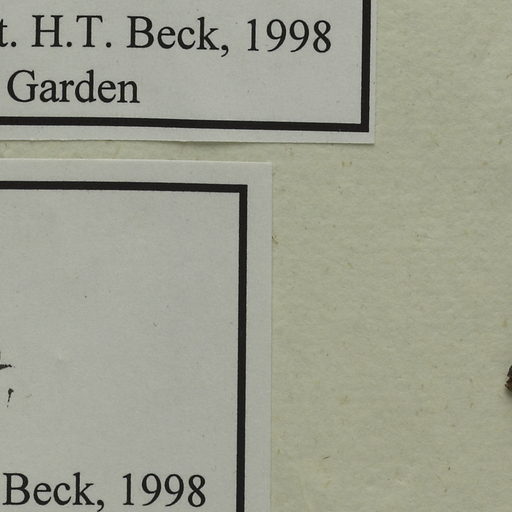 t. H.T. Beck, 1998
Garden
Beck, 1998